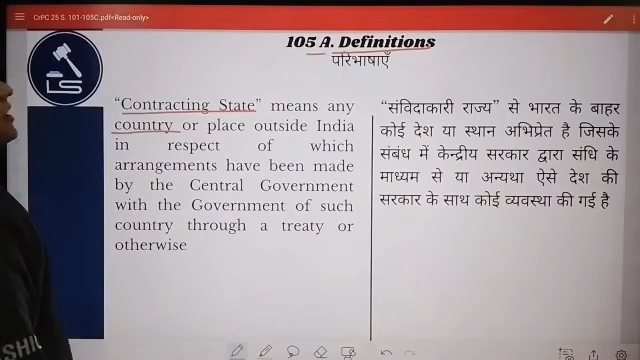 CrPC 25 S. 101-105C.pdf<Read-only>
105 A. Definitions
परिभाषाएँ
LS
“Contracting State” means any
country or place outside India
in respect of which
arrangements have been made
by the Central Government
with the Government of such
country through a treaty or
otherwise
“संविदाकारी राज्य” से भारत के बाहर
कोई देश या स्थान अभिप्रेत है जिसके
संबंध में केन्द्रीय सरकार द्वारा संधि के
माध्यम से या अन्यथा ऐसे देश की
सरकार के साथ कोई व्यवस्था की गई है